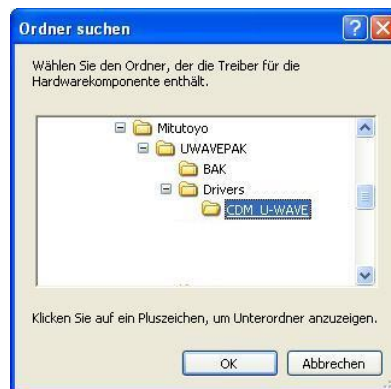 Ordner suchen
Wählen Sie den Ordner, der die Treiber für die
Hardwarekomponente enthält.
Mitutoyo
UWAVEPAK
BAK
Drivers
CDM U-WAVE
Klicken Sie auf ein Pluszeichen, um Unterordner anzuzeigen.
OK
Abbrechen